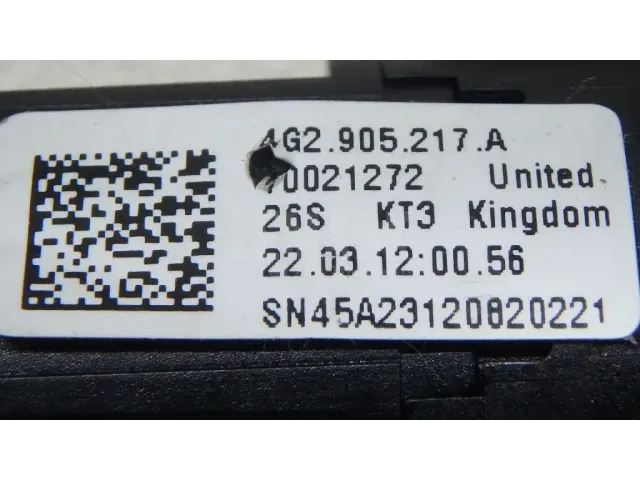 4G2.905.217.A
70021272 United
26S KT3 Kingdom
22.03.12:00.56
SN45A23120820221